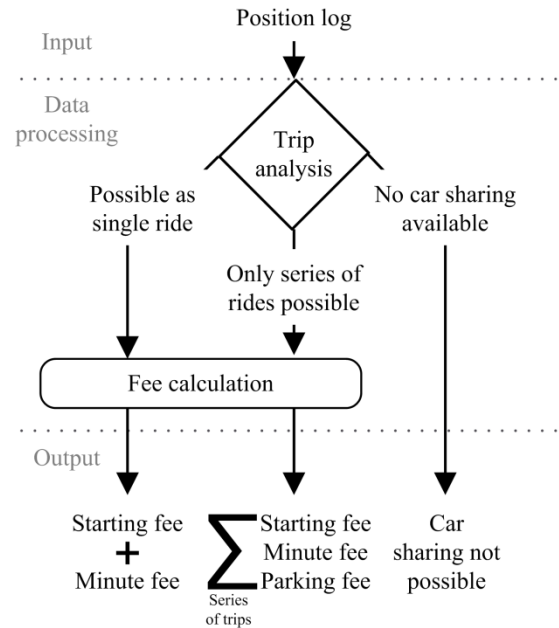 Position log
Input
Data
processing
Trip
analysis
Possible as
single ride
No car sharing
available
Only series of
rides possible
Fee calculation
Output
Starting fee
+
Minute fee
∑
Series
of trips
Starting fee
Minute fee
Parking fee
Car
sharing not
possible